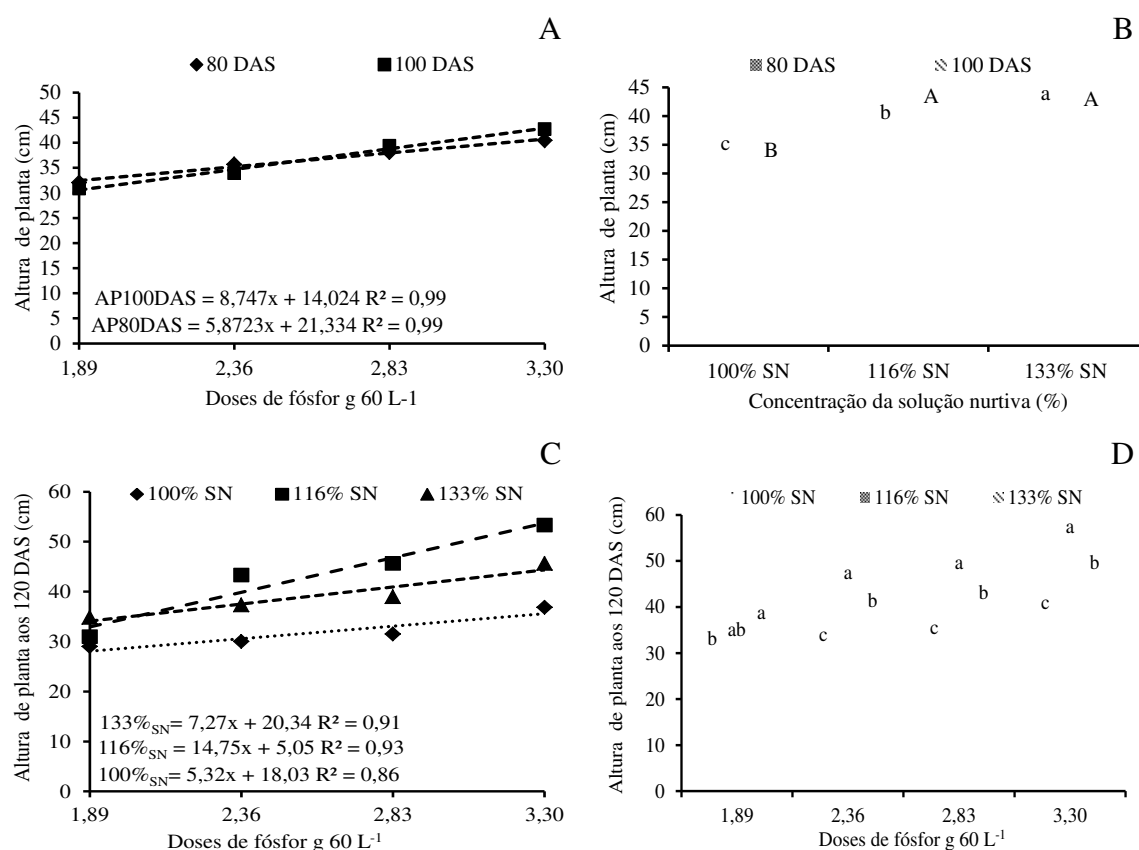 A
80 DAS 100 DAS
Altura de planta (cm)
50
45
40
35
30
25
20
15
10
5
0
AP100DAS = 8,747x + 14,024 R² = 0,99
AP80DAS = 5,8723x + 21,334 R² = 0,99
1,89 2,36 2,83 3,30
Doses de fósfor g 60 L-1
B
80 DAS 100 DAS
Altura de planta (cm)
45
40
35
30
25
20
15
10
5
0
c B b A a A
100% SN 116% SN 133% SN
Concentração da solução nurtiva (%)
C
100% SN 116% SN 133% SN
Altura de planta aos 120 DAS (cm)
60
50
40
30
20
10
0
133%SN= 7,27x + 20,34 R² = 0,91
116%SN = 14,75x + 5,05 R² = 0,93
100%SN= 5,32x + 18,03 R² = 0,86
1,89 2,36 2,83 3,30
Doses de fósfor g 60 L-1
D
100% SN 116% SN 133% SN
Altura de planta aos 120 DAS (cm)
60
50
40
30
20
10
0
b ab a c a b c a b c a b
1,89 2,36 2,83 3,30
Doses de fósfor g 60 L-1